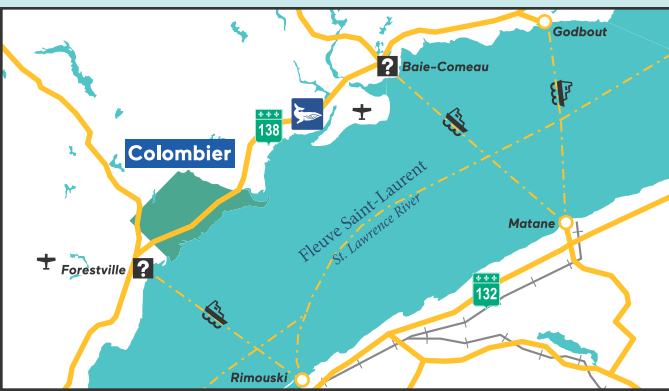 Godbout
?
Baie-Comeau
138
Colombier
Fleuve Saint-Laurent
St. Lawrence River
Matane
Forestville
?
132
Rimouski